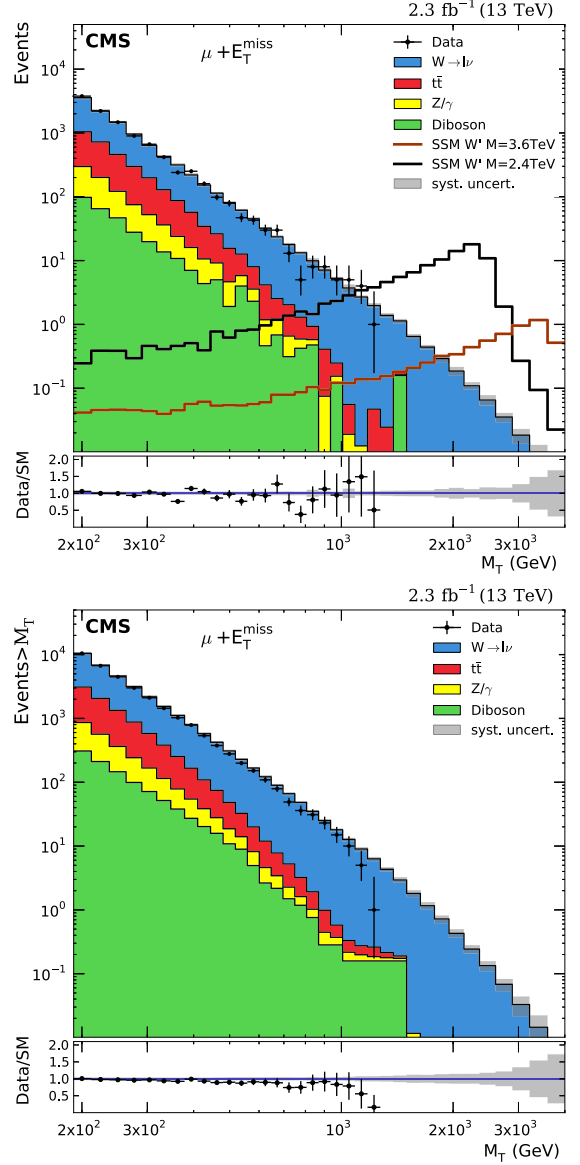 2.3 fb⁻¹ (13 TeV)
CMS
μ + E_T^miss
Data
W→lν
tt̄
Z/γ
Diboson
SSM W' M=3.6TeV
SSM W' M=2.4TeV
syst. uncert.
Events
10⁴
10³
10²
10¹
10⁰
10⁻¹
Data/SM
2.0
1.5
1.0
0.5
2x10² 3x10² 10³ 2x10³ 3x10³
M_T (GeV)
2.3 fb⁻¹ (13 TeV)
CMS
μ + E_T^miss
Data
W→lν
tt̄
Z/γ
Diboson
syst. uncert.
Events>M_T
10⁴
10³
10²
10¹
10⁰
10⁻¹
Data/SM
2.0
1.5
1.0
0.5
2x10² 3x10² 10³ 2x10³ 3x10³
M_T (GeV)